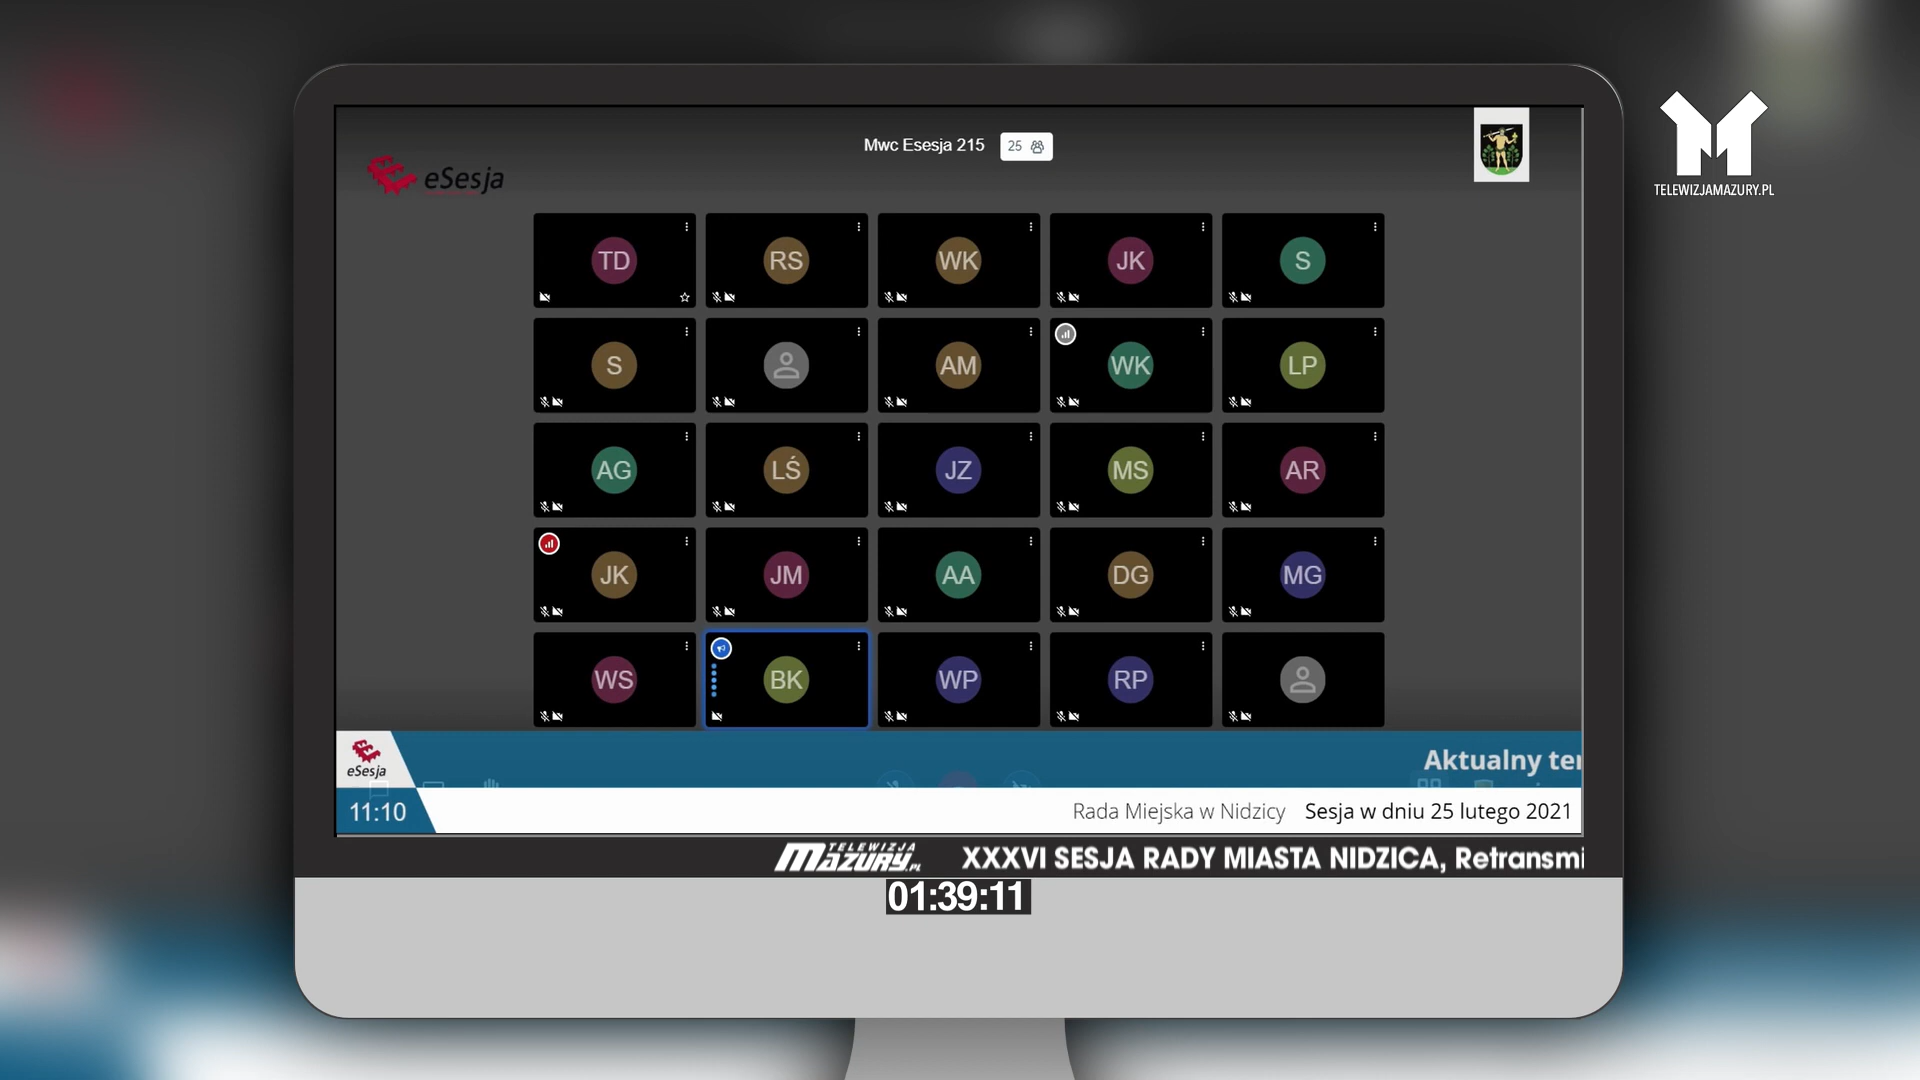 Mwc Esesja 215 25
eSesja
TELEWIZJAMAZURY.PL
TD RS WK JK S
S AM WK LP
AG LŚ JZ MS AR
JK JM AA DG MG
WS BK WP RP
eSesja
Aktualny
11:10
Rada Miejska w Nidzicy Sesja w dniu 25 lutego 2021
TELEWIZJA
MAZURY.PL
XXXVI SESJA RADY MIASTA NIDZICA, Retransmi
01:39:11